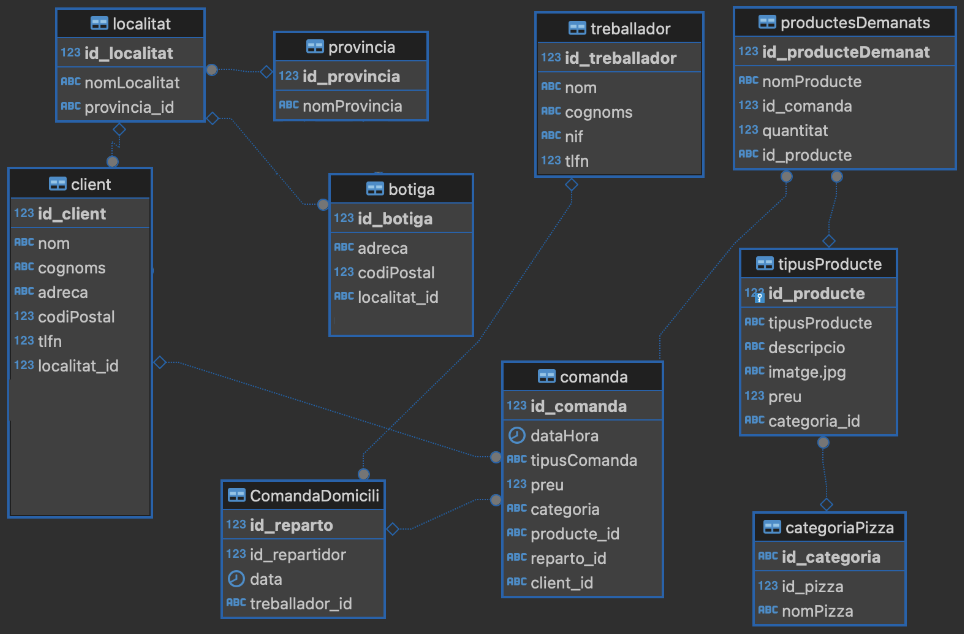 localitat
123 id_localitat
ABC nomLocalitat
ABC provincia_id
provincia
123 id_provincia
ABC nomProvincia
treballador
123 id_treballador
ABC nom
ABC cognoms
ABC nif
123 tlfn
productesDemanats
123 id_producteDemanat
ABC nomProducte
123 id_comanda
123 quantitat
ABC id_producte
client
123 id_client
ABC nom
ABC cognoms
ABC adreca
123 codiPostal
123 tlfn
123 localitat_id
botiga
123 id_botiga
ABC adreca
123 codiPostal
ABC localitat_id
tipusProducte
123 id_producte
ABC tipusProducte
ABC descripcio
ABC imatge.jpg
123 preu
ABC categoria_id
comanda
123 id_comanda
dataHora
ABC tipusComanda
123 preu
ABC categoria
ABC producte_id
ABC reparto_id
ABC client_id
ComandaDomicili
123 id_reparto
123 id_repartidor
data
ABC treballador_id
categoriaPizza
ABC id_categoria
123 id_pizza
ABC nomPizza